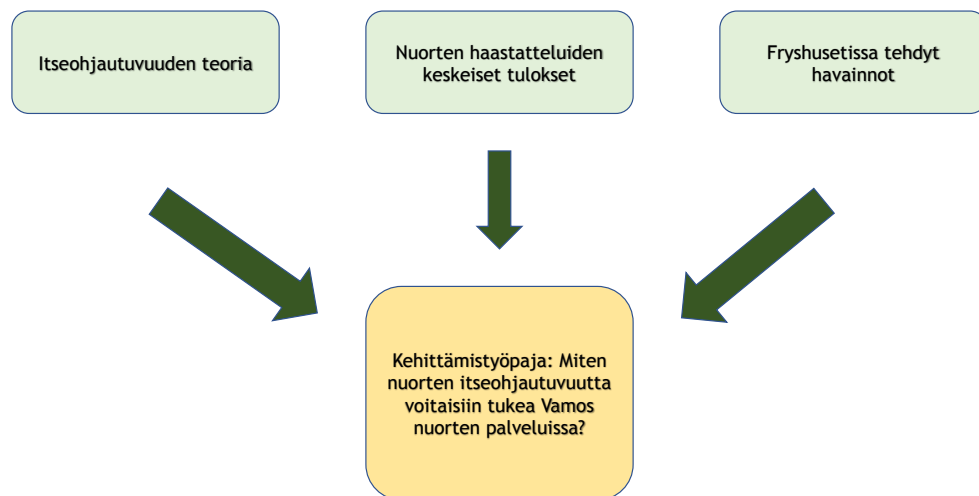 Itseohjautuvuuden teoria
Nuorten haastatteluiden
keskeiset tulokset
Fryshusetissa tehdyt
havainnot
Kehittämistyöpaja: Miten
nuorten itseohjautuvuutta
voitaisiin tukea Vamos
nuorten palveluissa?